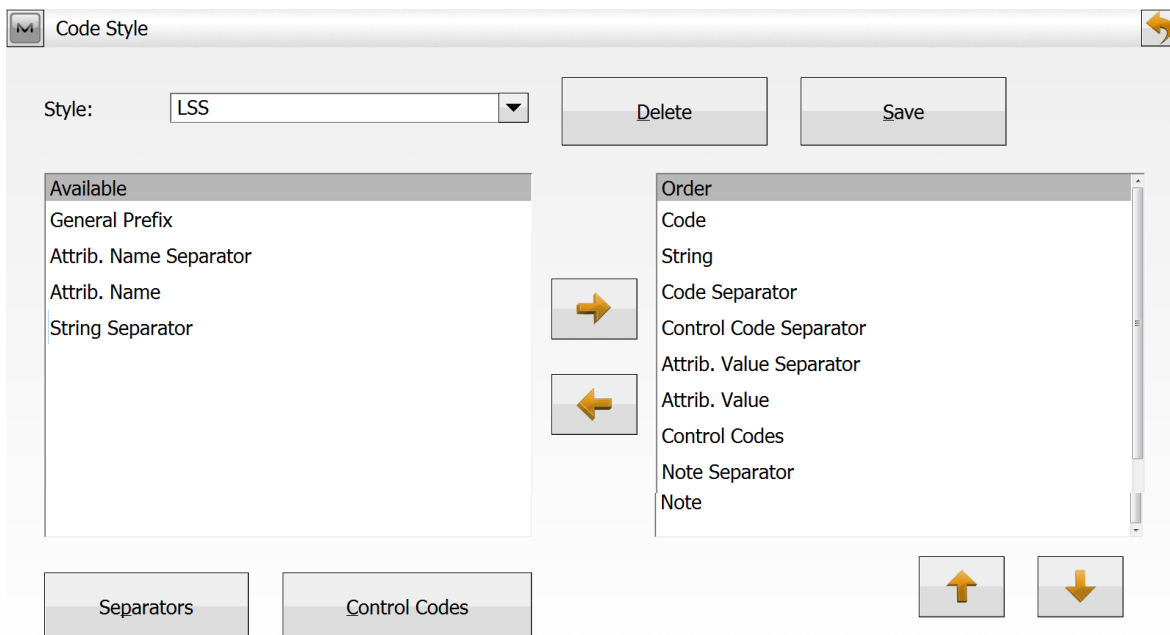 M Code Style
Style: LSS Delete Save
Available
General Prefix
Attrib. Name Separator
Attrib. Name
String Separator
Order
Code
String
Code Separator
Control Code Separator
Attrib. Value Separator
Attrib. Value
Control Codes
Note Separator
Note
Separators Control Codes